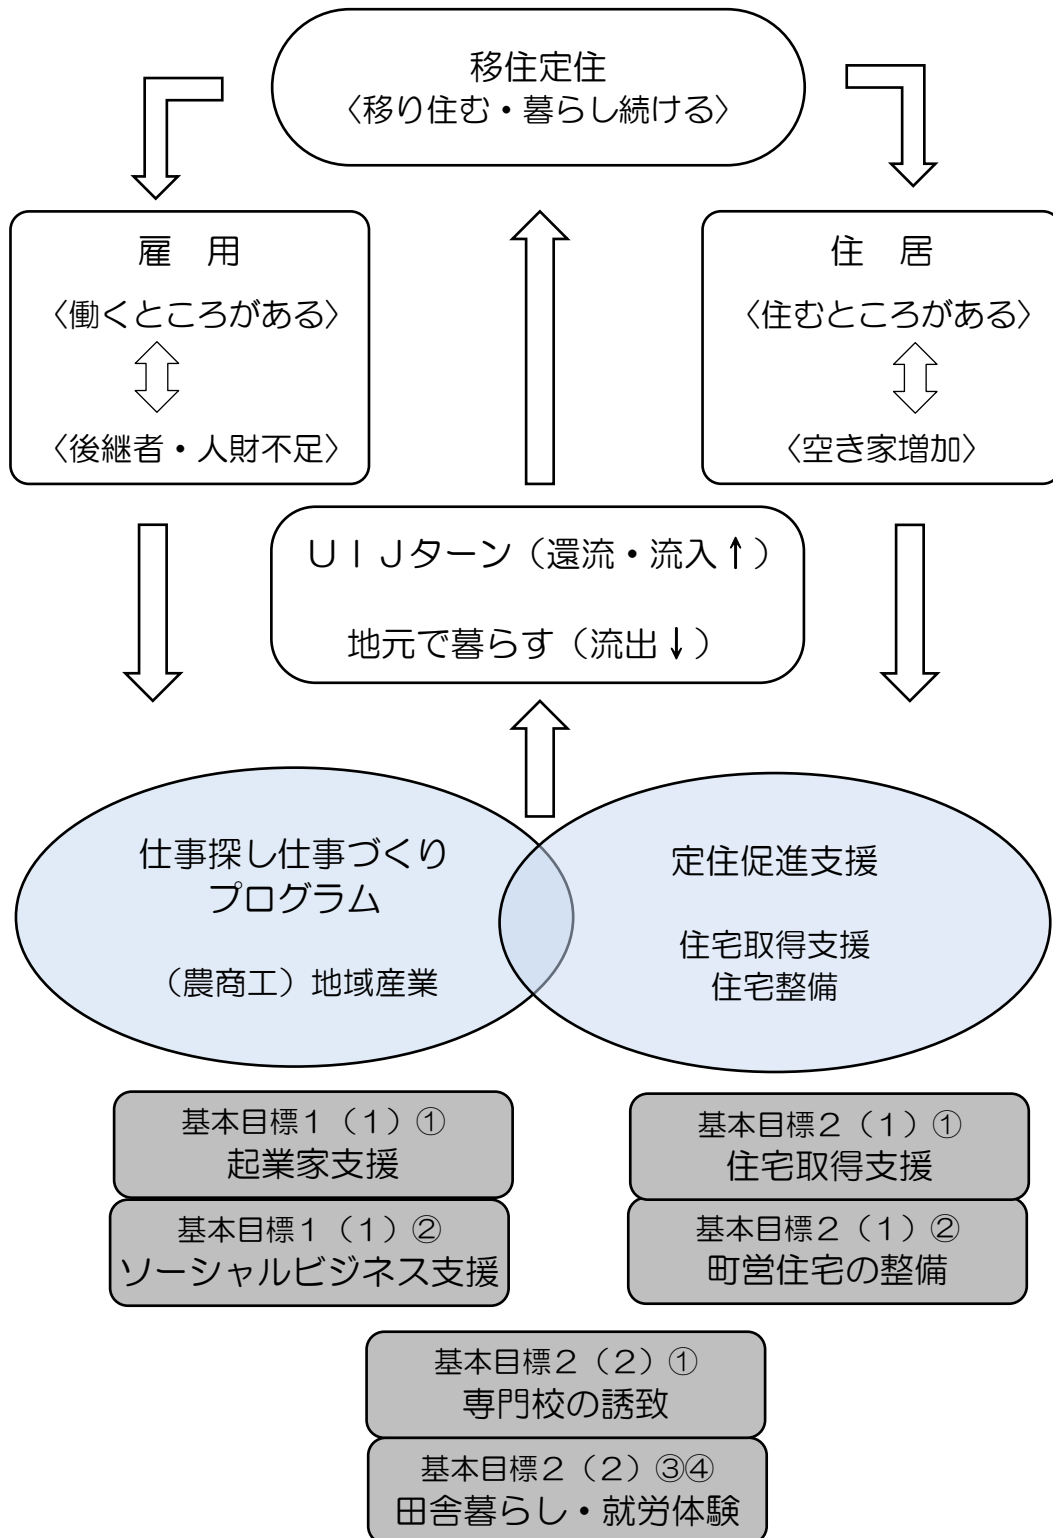 移住定住
〈移り住む・暮らし続ける〉
雇　用
〈働くところがある〉
〈後継者・人財不足〉
住　居
〈住むところがある〉
〈空き家増加〉
ＵＩＪターン（還流・流入↑）
地元で暮らす（流出↓）
仕事探し仕事づくり
プログラム
（農商工）地域産業
定住促進支援
住宅取得支援
住宅整備
基本目標１（１）①
起業家支援
基本目標１（１）②
ソーシャルビジネス支援
基本目標２（１）①
住宅取得支援
基本目標２（１）②
町営住宅の整備
基本目標２（２）①
専門校の誘致
基本目標２（２）③④
田舎暮らし・就労体験